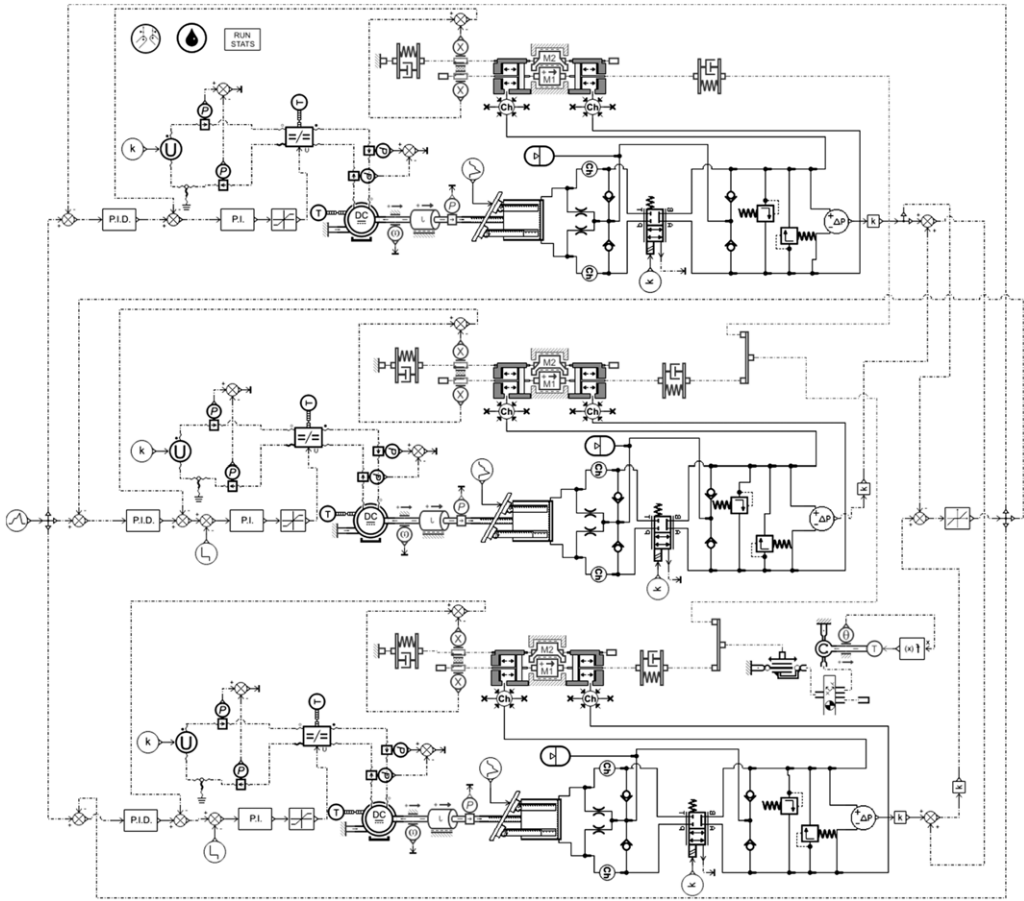 RUN
STATS
X
M2
M1
X
Ch Ch
T
P
k U =/=
P
P.I.D. P.I. T DC L P ω
Ch
Ch
k
ΔP k
X
M2
M1
X
Ch Ch
T
P
k U =/=
P
P.I.D. P.I. T DC L P ω
Ch
Ch
k
ΔP k
X
M2
M1
X
Ch Ch
θ
C T (x)
T
P
k U =/=
P
P.I.D. P.I. T DC L P ω
Ch
Ch
k
ΔP k
k